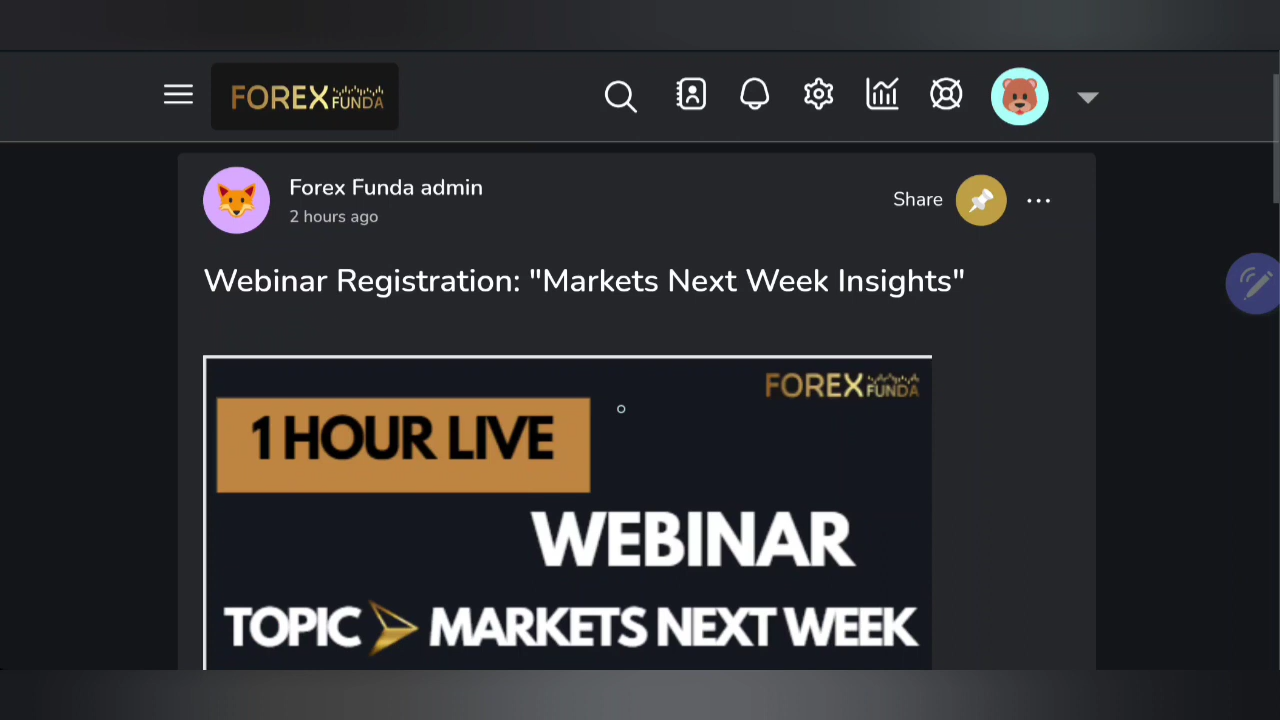 FOREX FUNDA
Forex Funda admin
2 hours ago
Share
Webinar Registration: "Markets Next Week Insights"
FOREX FUNDA
1 HOUR LIVE
WEBINAR
TOPIC MARKETS NEXT WEEK